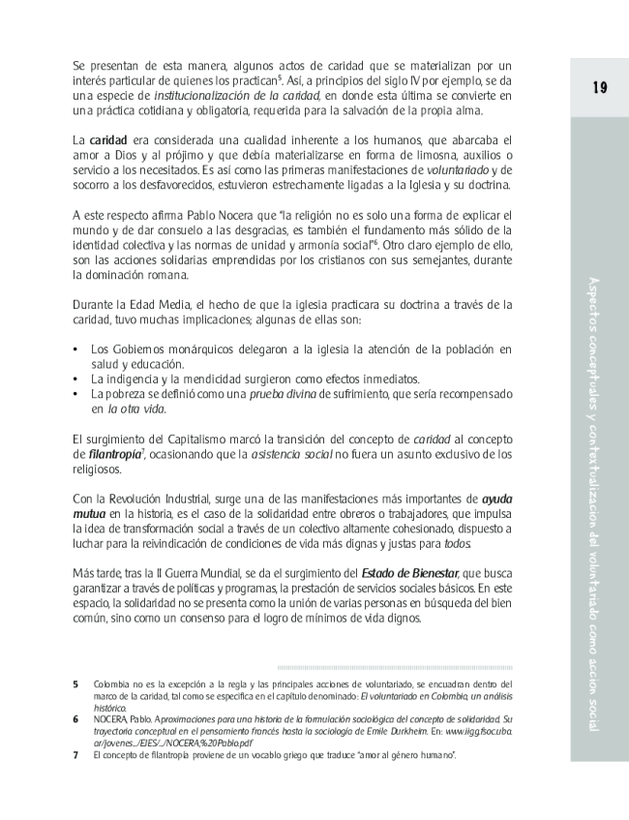 Se presentan de esta manera, algunos actos de caridad que se materializan por un
interés particular de quienes los practican5. Así, a principios del siglo IV por ejemplo, se da
una especie de institucionalización de la caridad, en donde esta última se convierte en
una práctica cotidiana y obligatoria, requerida para la salvación de la propia alma.
La caridad era considerada una cualidad inherente a los humanos, que abarcaba el
amor a Dios y al prójimo y que debía materializarse en forma de limosna, auxilios o
servicio a los necesitados. Es así como las primeras manifestaciones de voluntariado y de
socorro a los desfavorecidos, estuvieron estrechamente ligadas a la Iglesia y su doctrina.
A este respecto afirma Pablo Nocera que "la religión no es solo una forma de explicar el
mundo y de dar consuelo a las desgracias, es también el fundamento más sólido de la
identidad colectiva y las normas de unidad y armonía social"6. Otro claro ejemplo de ello,
son las acciones solidarias emprendidas por los cristianos con sus semejantes, durante
la dominación romana.
Durante la Edad Media, el hecho de que la iglesia practicara su doctrina a través de la
caridad, tuvo muchas implicaciones; algunas de ellas son:
• Los Gobiernos monárquicos delegaron a la iglesia la atención de la población en
salud y educación.
• La indigencia y la mendicidad surgieron como efectos inmediatos.
• La pobreza se definió como una prueba divina de sufrimiento, que sería recompensado
en la otra vida.
El surgimiento del Capitalismo marcó la transición del concepto de caridad al concepto
de filantropía7, ocasionando que la asistencia social no fuera un asunto exclusivo de los
religiosos.
Con la Revolución Industrial, surge una de las manifestaciones más importantes de ayuda
mutua en la historia, es el caso de la solidaridad entre obreros o trabajadores, que impulsa
la idea de transformación social a través de un colectivo altamente cohesionado, dispuesto a
luchar para la reivindicación de condiciones de vida más dignas y justas para todos.
Más tarde, tras la II Guerra Mundial, se da el surgimiento del Estado de Bienestar, que busca
garantizar a través de políticas y programas, la prestación de servicios sociales básicos. En este
espacio, la solidaridad no se presenta como la unión de varias personas en búsqueda del bien
común, sino como un consenso para el logro de mínimos de vida dignos.
5 Colombia no es la excepción a la regla y las principales acciones de voluntariado, se encuadran dentro del
marco de la caridad, tal como se especifica en el capítulo denominado: El voluntariado en Colombia, un análisis
histórico.
6 NOCERA, Pablo. Aproximaciones para una historia de la formulación sociológica del concepto de solidaridad. Su
trayectoria conceptual en el pensamiento francés hasta la sociología de Emile Durkheim. En: www.iigg.fsoc.uba.
ar/jovenes.../EJES/.../NOCERA,%20Pablo.pdf
7 El concepto de filantropía proviene de un vocablo griego que traduce "amor al género humano".
19
Aspectos conceptuales y contextualización del voluntariado como acción social